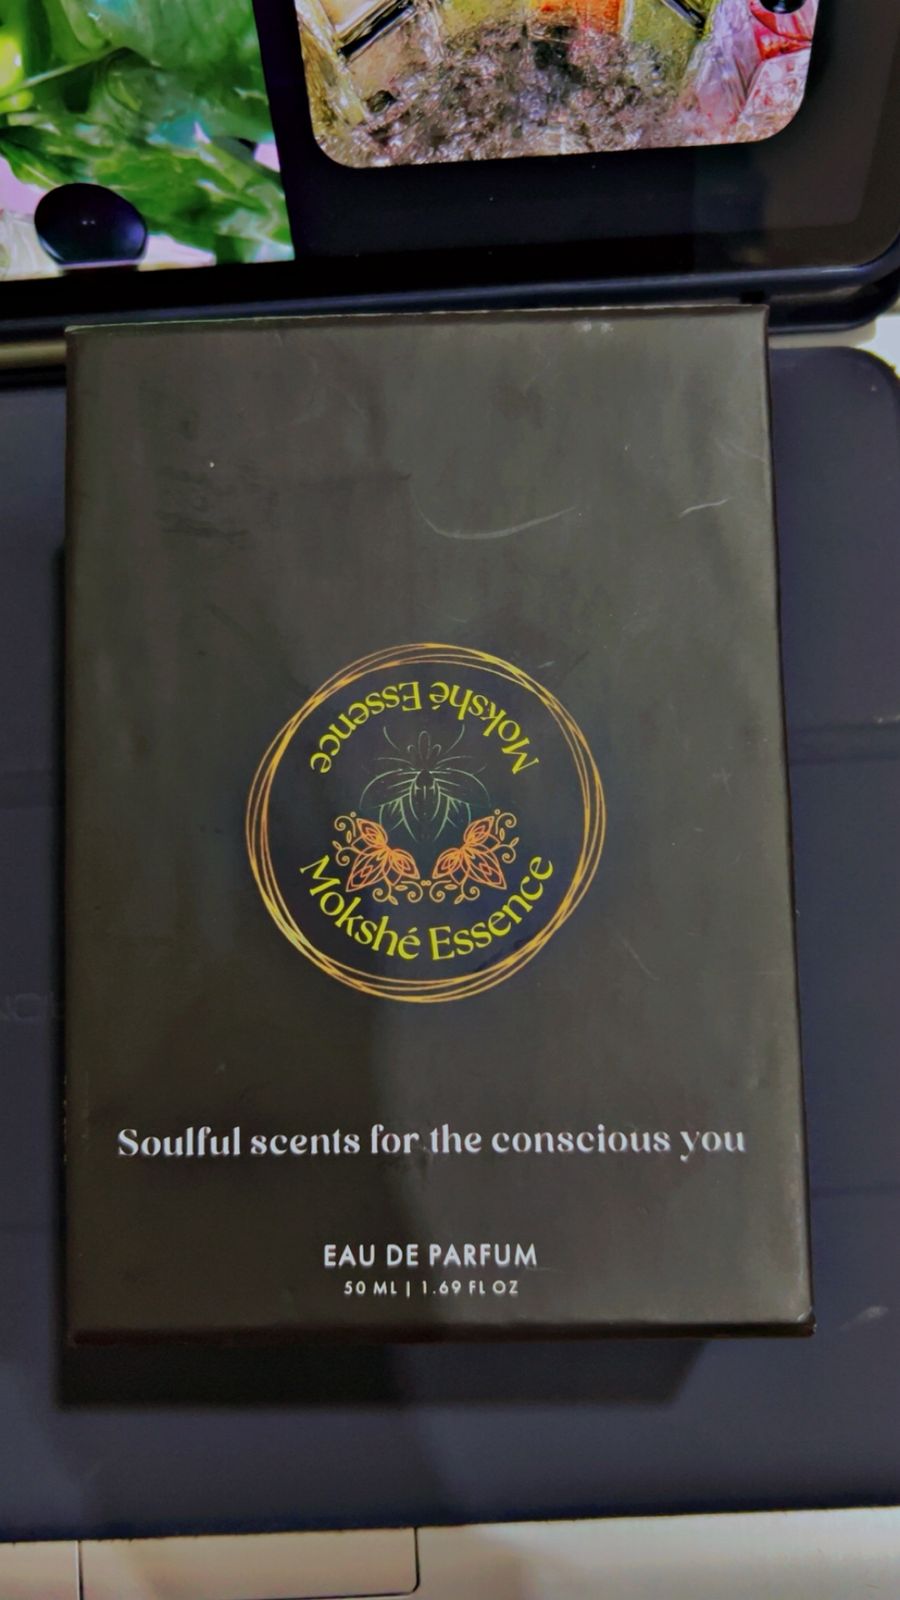 Mokshé Essence
Mokshé Essence
Soulful scents for the conscious you
EAU DE PARFUM
50 ML | 1.69 FL OZ